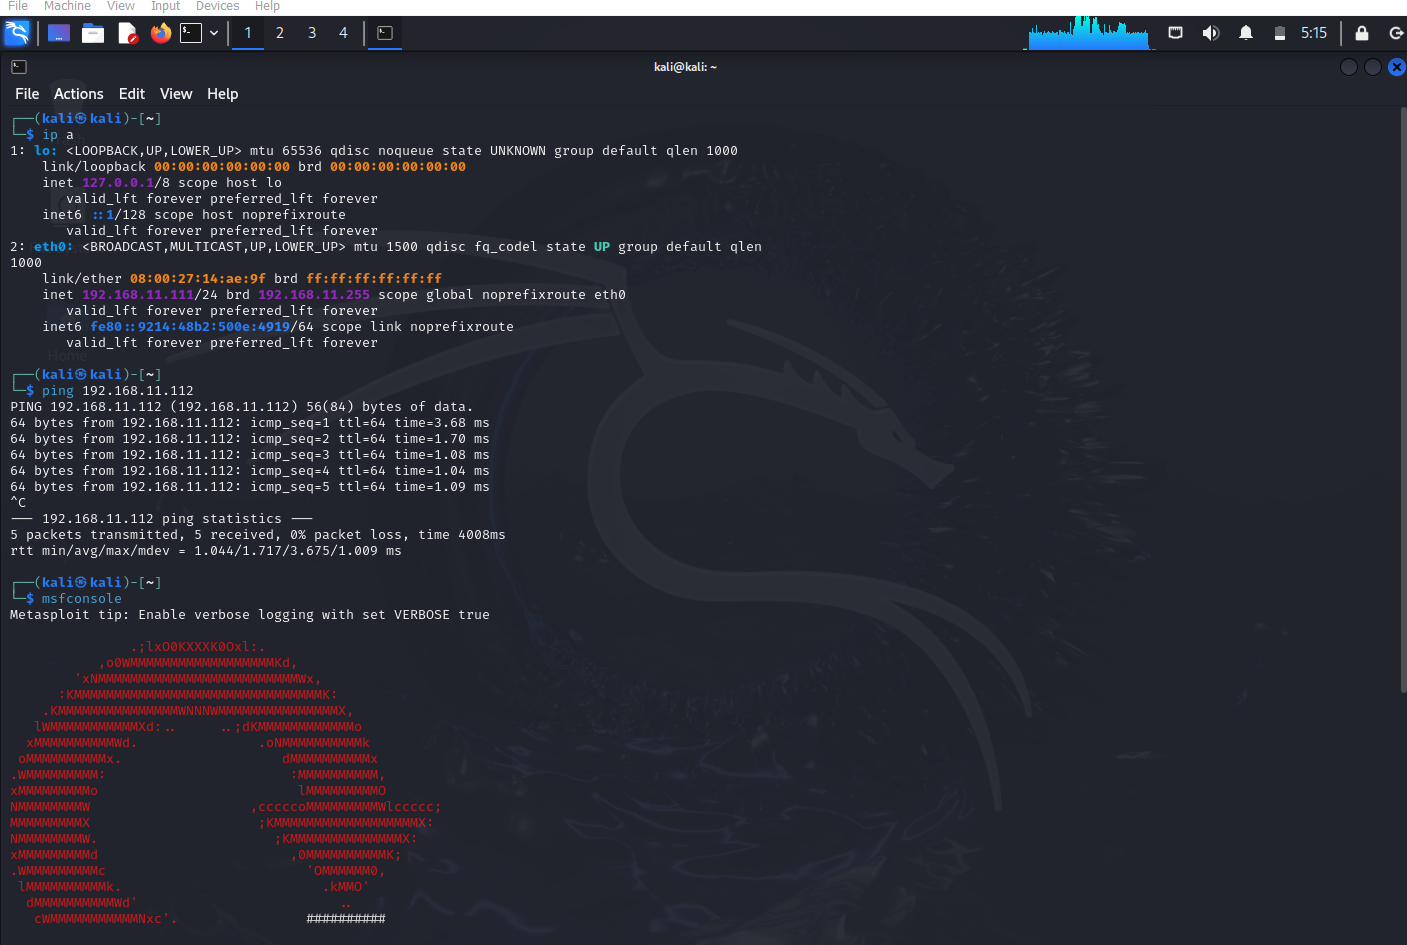 File Machine View Input Devices Help
1 2 3 4 5:15
kali@kali: ~
File Actions Edit View Help
┌──(kali㉿kali)-[~]
└─$ ip a
1: lo: <LOOPBACK,UP,LOWER_UP> mtu 65536 qdisc noqueue state UNKNOWN group default qlen 1000
    link/loopback 00:00:00:00:00:00 brd 00:00:00:00:00:00
    inet 127.0.0.1/8 scope host lo
       valid_lft forever preferred_lft forever
    inet6 ::1/128 scope host noprefixroute
       valid_lft forever preferred_lft forever
2: eth0: <BROADCAST,MULTICAST,UP,LOWER_UP> mtu 1500 qdisc fq_codel state UP group default qlen
1000
    link/ether 08:00:27:14:ae:9f brd ff:ff:ff:ff:ff:ff
    inet 192.168.11.111/24 brd 192.168.11.255 scope global noprefixroute eth0
       valid_lft forever preferred_lft forever
    inet6 fe80::9214:48b2:500e:4919/64 scope link noprefixroute
       valid_lft forever preferred_lft forever
Home
┌──(kali㉿kali)-[~]
└─$ ping 192.168.11.112
PING 192.168.11.112 (192.168.11.112) 56(84) bytes of data.
64 bytes from 192.168.11.112: icmp_seq=1 ttl=64 time=3.68 ms
64 bytes from 192.168.11.112: icmp_seq=2 ttl=64 time=1.70 ms
64 bytes from 192.168.11.112: icmp_seq=3 ttl=64 time=1.08 ms
64 bytes from 192.168.11.112: icmp_seq=4 ttl=64 time=1.04 ms
64 bytes from 192.168.11.112: icmp_seq=5 ttl=64 time=1.09 ms
^C
--- 192.168.11.112 ping statistics ---
5 packets transmitted, 5 received, 0% packet loss, time 4008ms
rtt min/avg/max/mdev = 1.044/1.717/3.675/1.009 ms
┌──(kali㉿kali)-[~]
└─$ msfconsole
Metasploit tip: Enable verbose logging with set VERBOSE true
               .;lxO0KXXXK0Oxl:.
           ,o0WMMMMMMMMMMMMMMMMMMKd,
        'xNMMMMMMMMMMMMMMMMMMMMMMMMMWx,
      :KMMMMMMMMMMMMMMMMMMMMMMMMMMMMMMMK:
    .KMMMMMMMMMMMMMMMWNNNWMMMMMMMMMMMMMMMX,
   lWMMMMMMMMMMMXd:..     ..;dKMMMMMMMMMMMMo
  xMMMMMMMMMMWd.               .oNMMMMMMMMMMk
 oMMMMMMMMMMx.                    dMMMMMMMMMMx
.WMMMMMMMMM:                       :MMMMMMMMMM,
xMMMMMMMMMo                         lMMMMMMMMMO
NMMMMMMMMW                    ,cccccoMMMMMMMMMWlccccc;
MMMMMMMMMX                     ;KMMMMMMMMMMMMMMMMMMX:
NMMMMMMMMW.                      ;KMMMMMMMMMMMMMMX:
xMMMMMMMMMd                        ,0MMMMMMMMMMK;
.WMMMMMMMMMc                         'OMMMMMM0,
 lMMMMMMMMMMk.                         .kMMO'
  dMMMMMMMMMMWd'                         ..
   cWMMMMMMMMMMMNxc'.                ##########